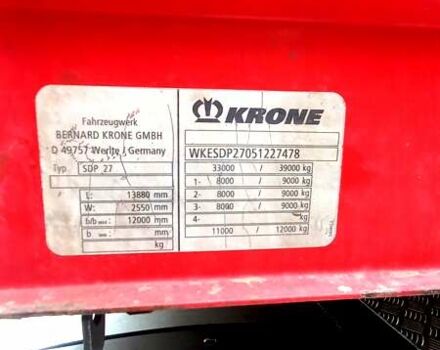 Fahrzeugwerk
BERNARD KRONE GMBH
D 49757 Werlte / Germany
Typ SDP 27
L: 13880 mm
W: 2550 mm
12000 mm
b mm
kg
KRONE
WKESDP27051227478
33000 / 39000 kg
1- 8000 / 9000 kg
2- 8000 / 9000 kg
3- 8000 / 9000 kg
4- kg
11000 / 12000 kg